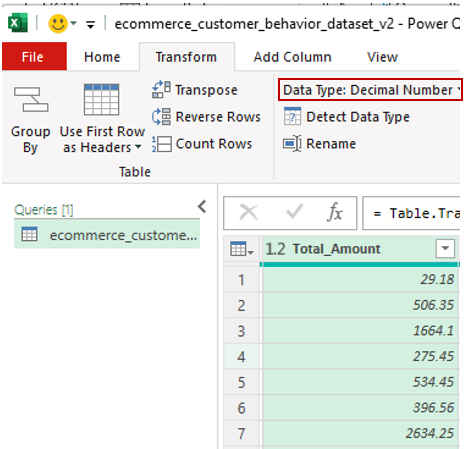 ecommerce_customer_behavior_dataset_v2 - Power Q
File
Home
Transform
Add Column
View
Group By
Use First Row as Headers
Transpose
Reverse Rows
Count Rows
Table
Data Type: Decimal Number
Detect Data Type
Rename
Queries [1]
ecommerce_custome...
fx
= Table.Tra
1.2 Total_Amount
1 29.18
2 506.35
3 1664.1
4 275.45
5 534.45
6 396.56
7 2634.25